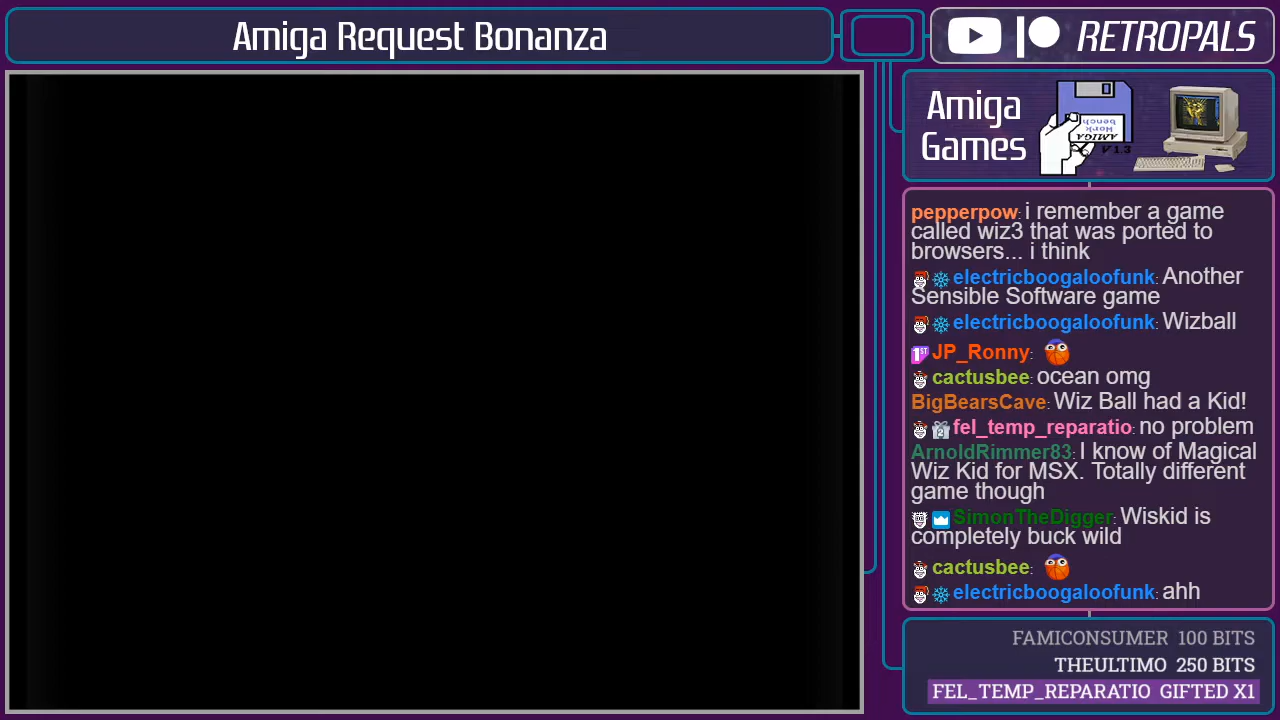 Amiga Request Bonanza
RETROPALS
Amiga
Games
AMIGA
Work
bench
V1.3
pepperpow: i remember a game
called wiz3 that was ported to
browsers... i think
electricboogaloofunk: Another
Sensible Software game
electricboogaloofunk: Wizball
1ST JP_Ronny:
cactusbee: ocean omg
BigBearsCave: Wiz Ball had a Kid!
2 fel_temp_reparatio: no problem
ArnoldRimmer83: I know of Magical
Wiz Kid for MSX. Totally different
game though
SimonTheDigger: Wiskid is
completely buck wild
cactusbee:
electricboogaloofunk: ahh
FAMICONSUMER 100 BITS
THEULTIMO 250 BITS
FEL_TEMP_REPARATIO GIFTED X1